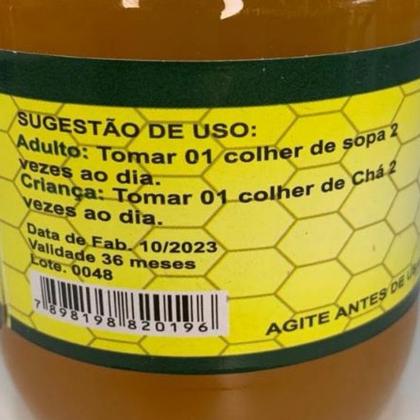 SUGESTÃO DE USO:
Adulto: Tomar 01 colher de sopa 2
vezes ao dia.
Criança: Tomar 01 colher de Chá 2
vezes ao dia.
Data de Fab. 10/2023
Validade 36 meses
Lote. 0048
7 898198 820196
AGITE ANTES DE